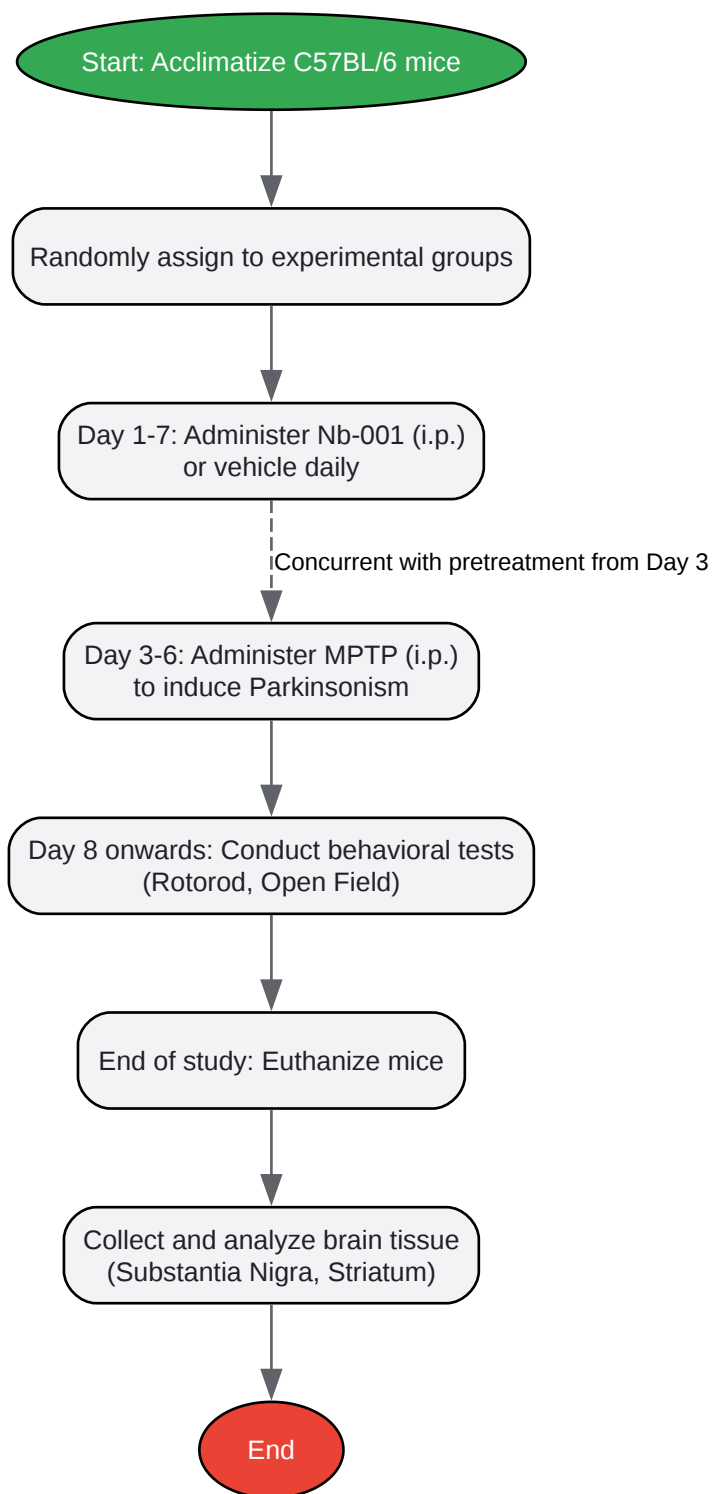 Start: Acclimatize C57BL/6 mice
Randomly assign to experimental groups
Day 1-7: Administer Nb-001 (i.p.)
or vehicle daily
Concurrent with pretreatment from Day 3
Day 3-6: Administer MPTP (i.p.)
to induce Parkinsonism
Day 8 onwards: Conduct behavioral tests
(Rotorod, Open Field)
End of study: Euthanize mice
Collect and analyze brain tissue
(Substantia Nigra, Striatum)
End